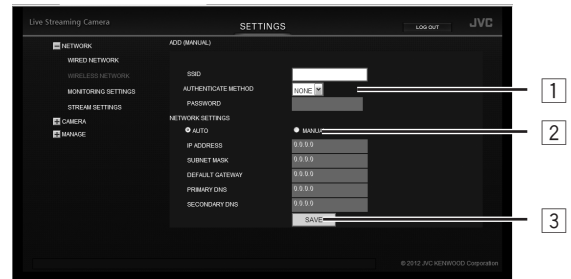 Live Streaming Camera
SETTINGS
LOG OUT
JVC
NETWORK
WIRED NETWORK
WIRELESS NETWORK
MONITORING SETTINGS
STREAM SETTINGS
CAMERA
MANAGE
ADD (MANUAL)
SSID
AUTHENTICATE METHOD NONE
PASSWORD
NETWORK SETTINGS
AUTO MANUAL
IP ADDRESS 0.0.0.0
SUBNET MASK 0.0.0.0
DEFAULT GATEWAY 0.0.0.0
PRIMARY DNS 0.0.0.0
SECONDARY DNS 0.0.0.0
SAVE
1
2
3
© 2012 JVC KENWOOD Corporation